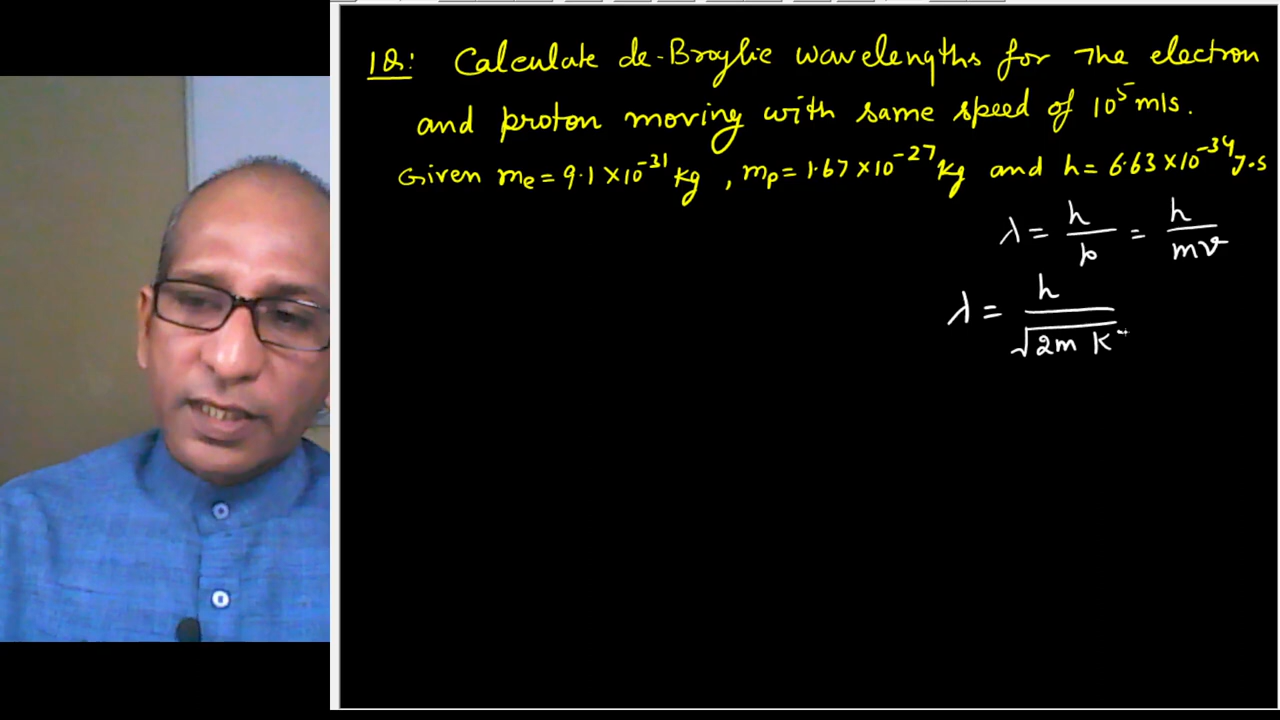 1Q: Calculate de-Broglie wavelengths for the electron
and proton moving with same speed of 10⁵ m/s.
Given mₑ = 9.1 × 10⁻³¹ kg , mₚ = 1.67 × 10⁻²⁷ kg and h = 6.63 × 10⁻³⁴ J.s
λ = h/p = h/mv
λ = h/√2m K